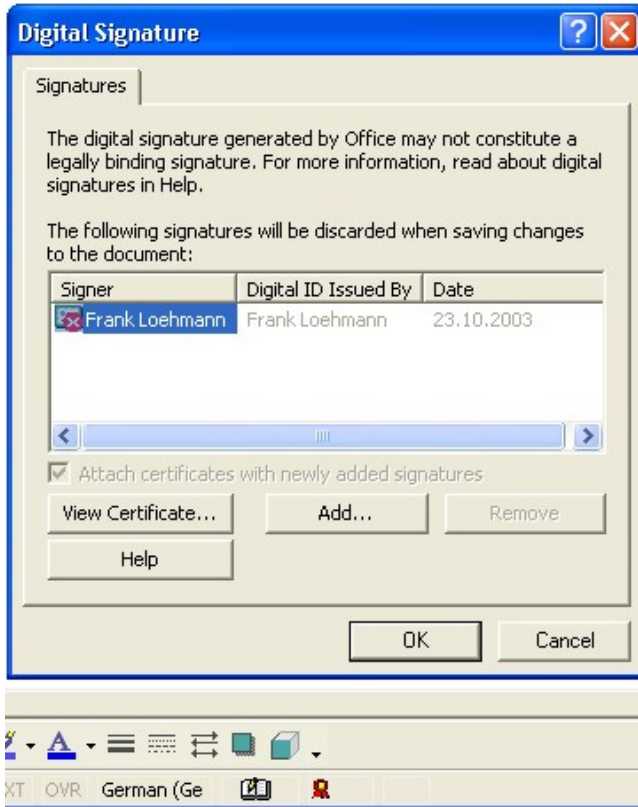 Digital Signature
Signatures
The digital signature generated by Office may not constitute a
legally binding signature. For more information, read about digital
signatures in Help.
The following signatures will be discarded when saving changes
to the document:
Signer Digital ID Issued By Date
Frank Loehmann Frank Loehmann 23.10.2003
Attach certificates with newly added signatures
View Certificate... Add... Remove
Help
OK Cancel
XT OVR German (Ge